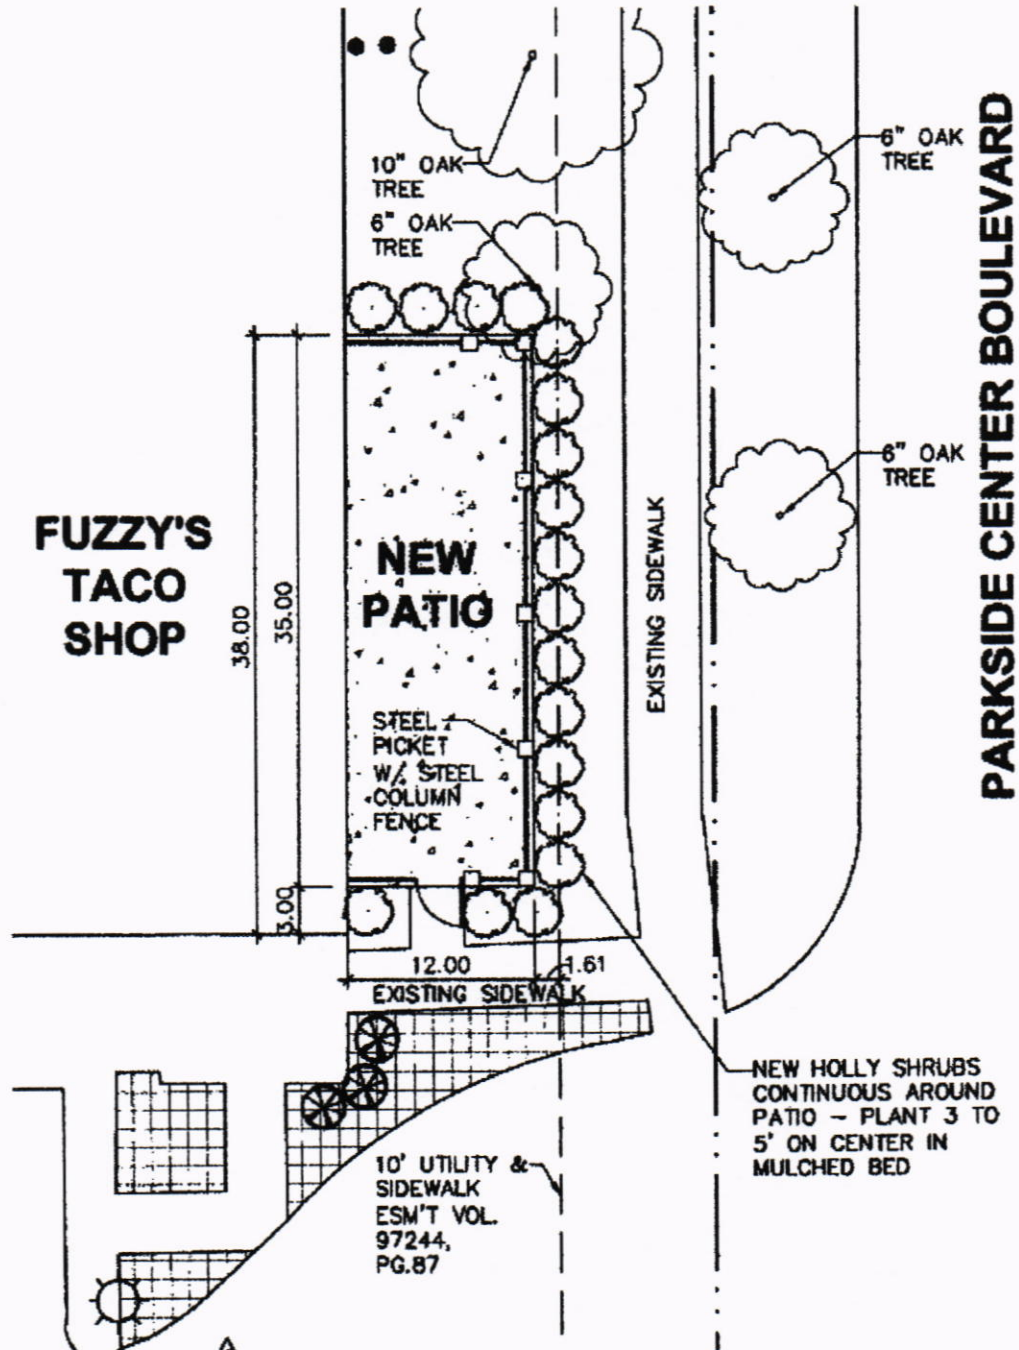 10" OAK
TREE
6" OAK
TREE
6" OAK
TREE
6" OAK
TREE
PARKSIDE CENTER BOULEVARD
FUZZY'S
TACO
SHOP
NEW
PATIO
38.00
35.00
3.00
EXISTING SIDEWALK
STEEL
PICKET
W/ STEEL
COLUMN
FENCE
12.00
1.61
EXISTING SIDEWALK
NEW HOLLY SHRUBS
CONTINUOUS AROUND
PATIO – PLANT 3 TO
5' ON CENTER IN
MULCHED BED
10' UTILITY &
SIDEWALK
ESM'T VOL.
97244,
PG.87